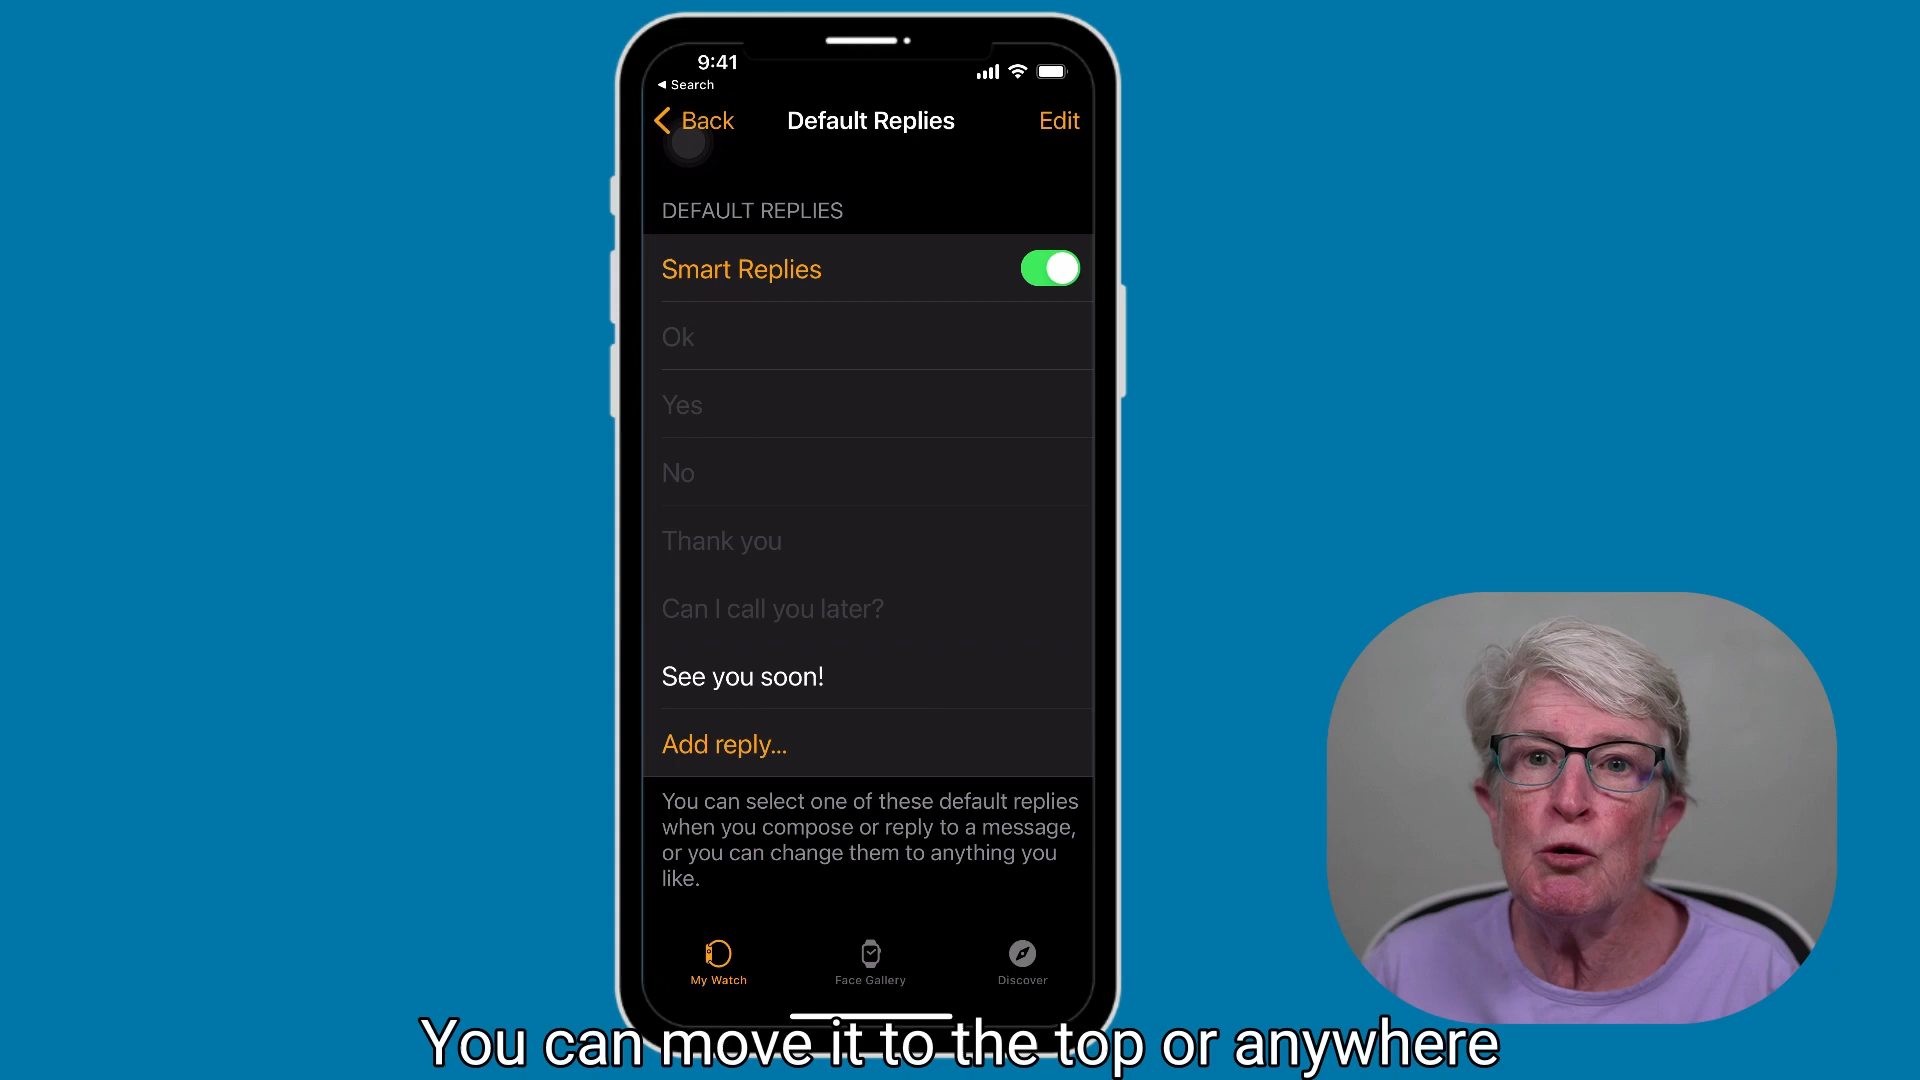 9:41
◀ Search
Back
Default Replies
Edit
DEFAULT REPLIES
Smart Replies
Ok
Yes
No
Thank you
Can I call you later?
See you soon!
Add reply...
You can select one of these default replies
when you compose or reply to a message,
or you can change them to anything you
like.
My Watch
Face Gallery
Discover
You can move it to the top or anywhere